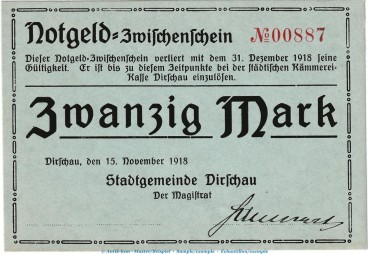 Notgeld=Zwischenschein №00887
Dieser Notgeld-Zwischenschein verliert mit dem 31. Dezember 1918 seine
Gültigkeit. Er ist bis zu diesem Zeitpunkte bei der städtischen Kämmerei-
Kasse Dirschau einzulösen.
Zwanzig Mark
Dirschau, den 15. November 1918
Stadtgemeinde Dirschau
Der Magistrat